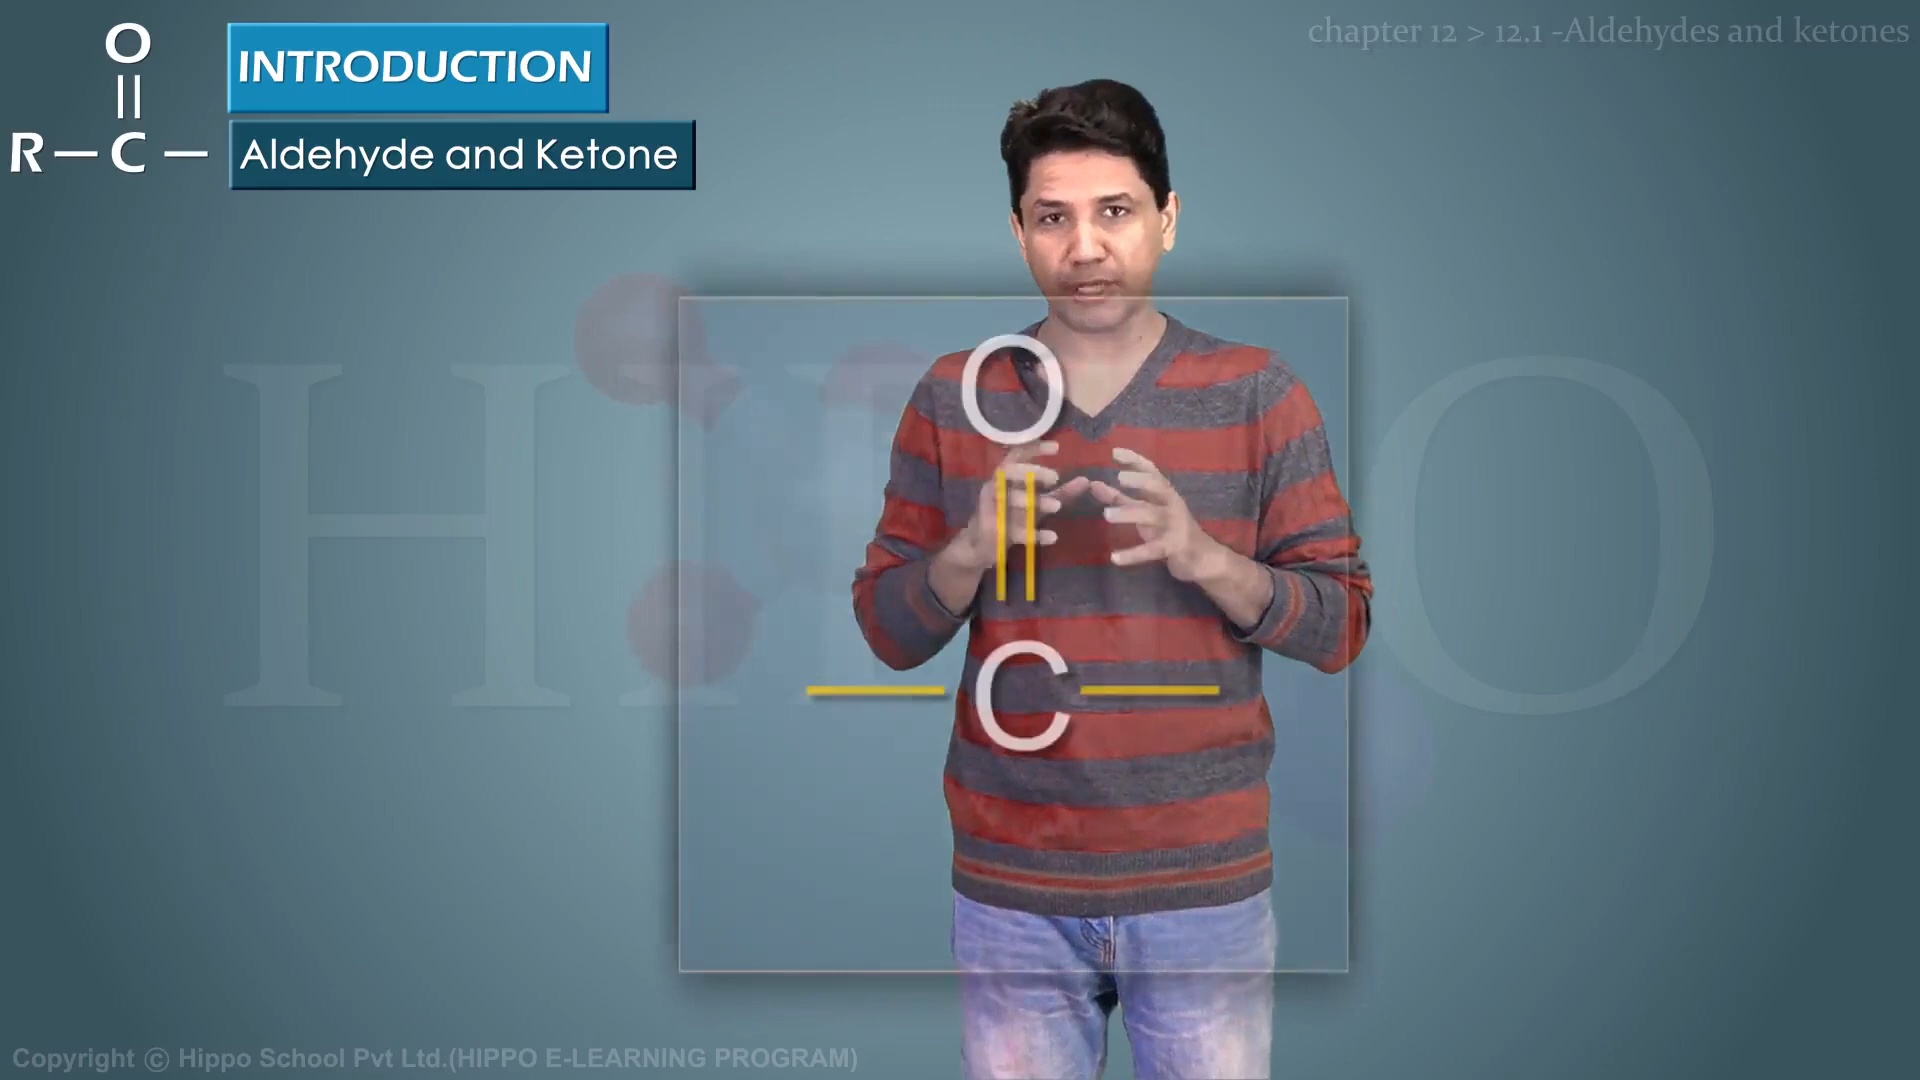 chapter 12 > 12.1 -Aldehydes and ketones
O
||
R–C–
INTRODUCTION
Aldehyde and Ketone
HIPPO
O
||
–C–
Copyright © Hippo School Pvt Ltd.(HIPPO E-LEARNING PROGRAM)